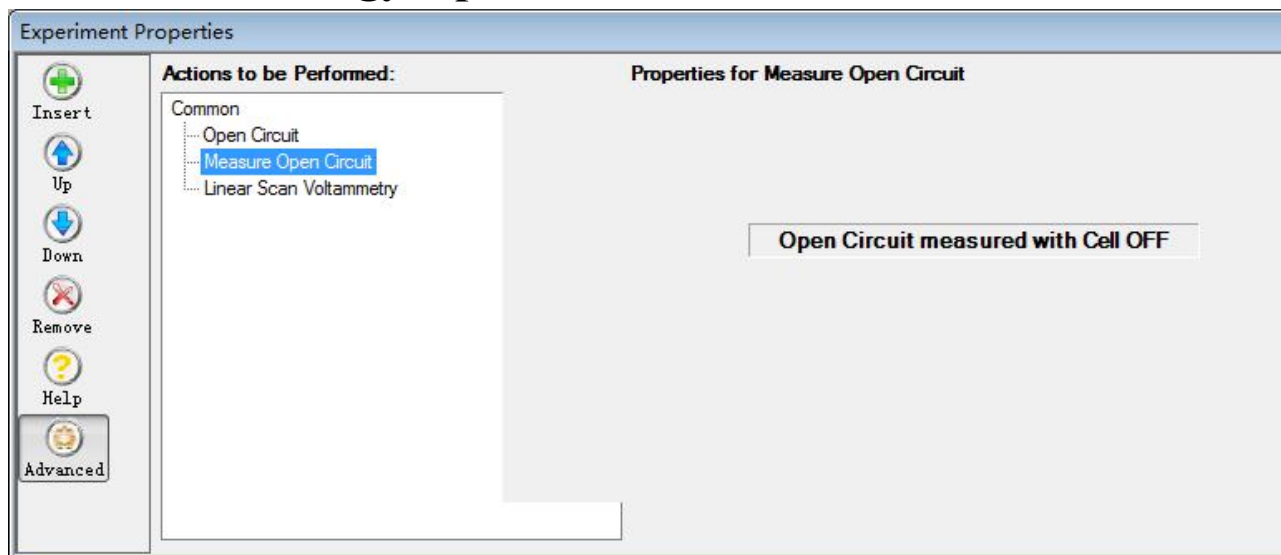 Experiment Properties
Insert
Up
Down
Remove
Help
Advanced
Actions to be Performed:
Common
Open Circuit
Measure Open Circuit
Linear Scan Voltammetry
Properties for Measure Open Circuit
Open Circuit measured with Cell OFF